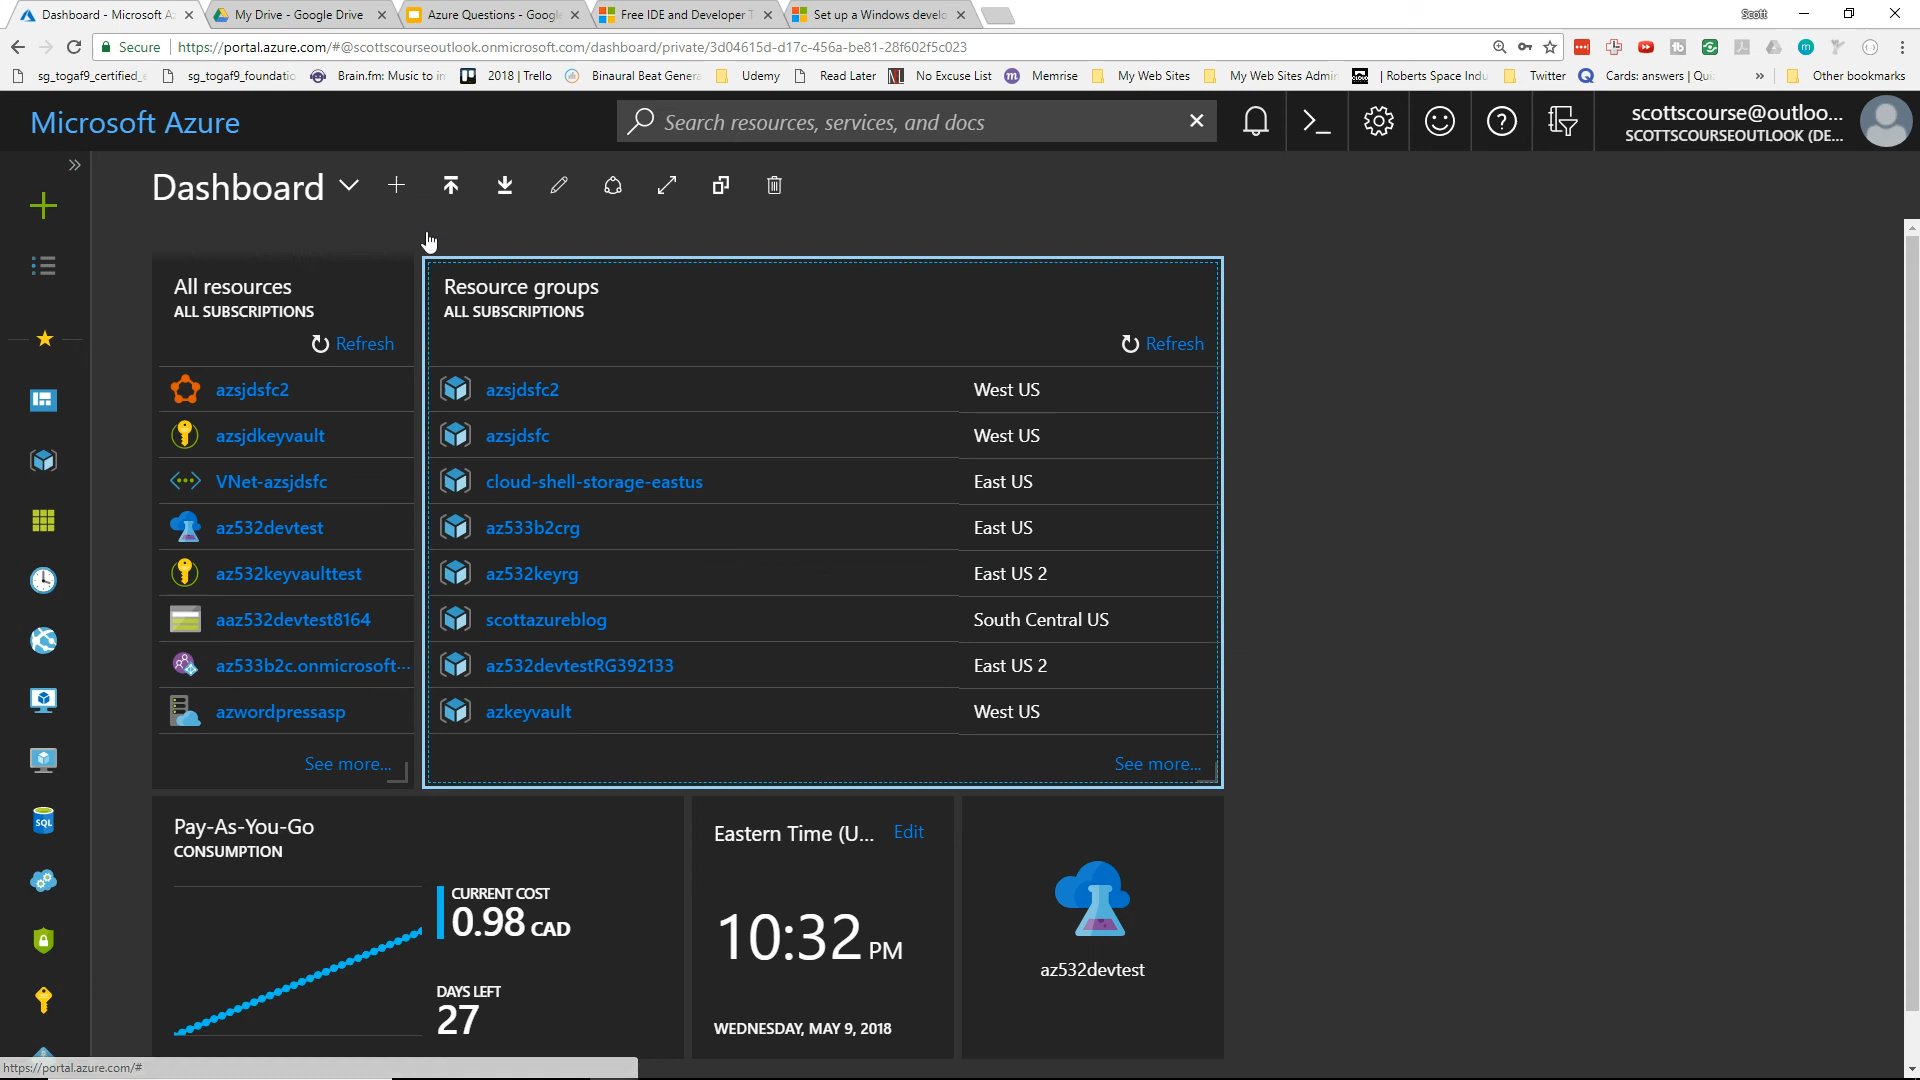 Dashboard - Microsoft A
My Drive - Google Drive
Azure Questions - Googl
Free IDE and Developer T
Set up a Windows develo
Scott
Secure
https://portal.azure.com/#@scottscourseoutlook.onmicrosoft.com/dashboard/private/3d04615d-d17c-456a-be81-28f602f5c023
sg_togaf9_certified_
sg_togaf9_foundatio
Brain.fm: Music to in
2018 | Trello
Binaural Beat Genera
Udemy
Read Later
No Excuse List
Memrise
My Web Sites
My Web Sites Admin
| Roberts Space Indu
Twitter
Cards: answers | Qui
Other bookmarks
Microsoft Azure
Search resources, services, and docs
scottscourse@outloo...
SCOTTSCOURSEOUTLOOK (DE...
Dashboard
All resources
ALL SUBSCRIPTIONS
Refresh
azsjdsfc2
azsjdkeyvault
VNet-azsjdsfc
az532devtest
az532keyvaulttest
aaz532devtest8164
az533b2c.onmicrosoft...
azwordpressasp
See more...
Resource groups
ALL SUBSCRIPTIONS
Refresh
azsjdsfc2 West US
azsjdsfc West US
cloud-shell-storage-eastus East US
az533b2crg East US
az532keyrg East US 2
scottazureblog South Central US
az532devtestRG392133 East US 2
azkeyvault West US
See more...
Pay-As-You-Go
CONSUMPTION
CURRENT COST
0.98 CAD
DAYS LEFT
27
Eastern Time (U... Edit
10:32 PM
WEDNESDAY, MAY 9, 2018
az532devtest
SQL
https://portal.azure.com/#